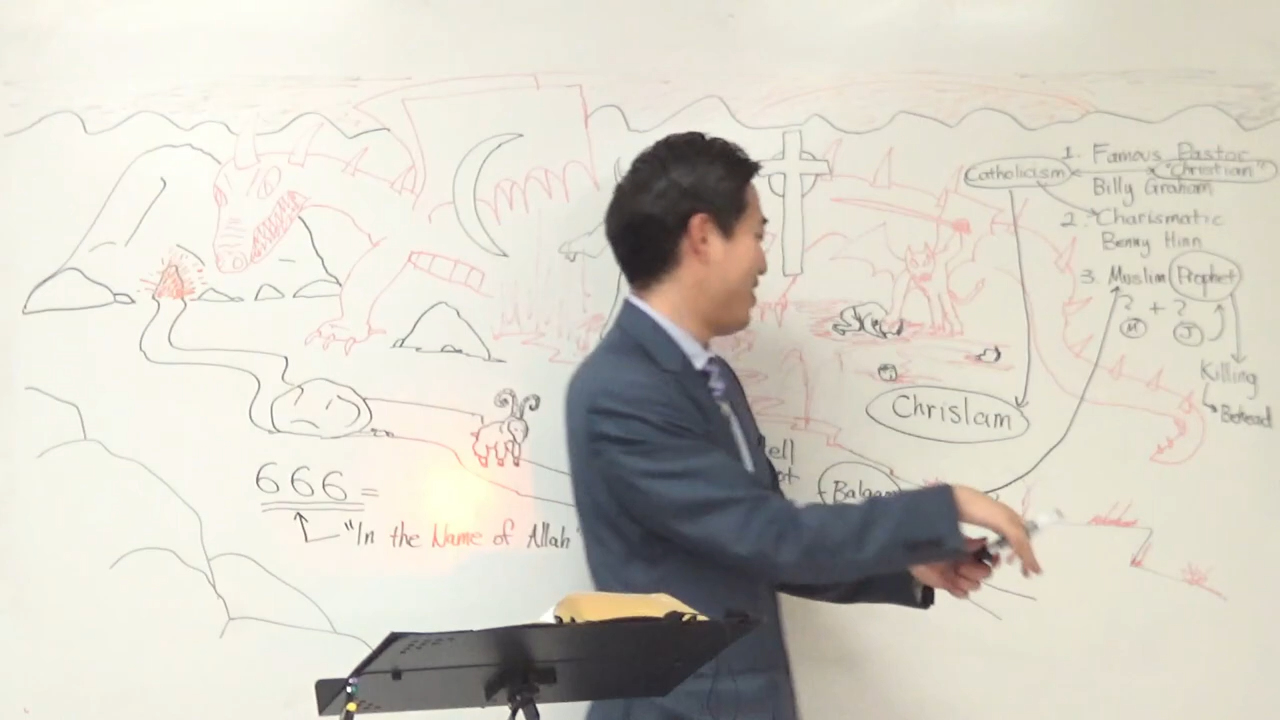 1. Famous Pastor
Catholicism "Christian"
Billy Graham
2. Charismatic
Benny Hinn
3. Muslim Prophet
? + ?
M J
Killing
Behead
Chrislam
666 =
"In the Name of Allah"